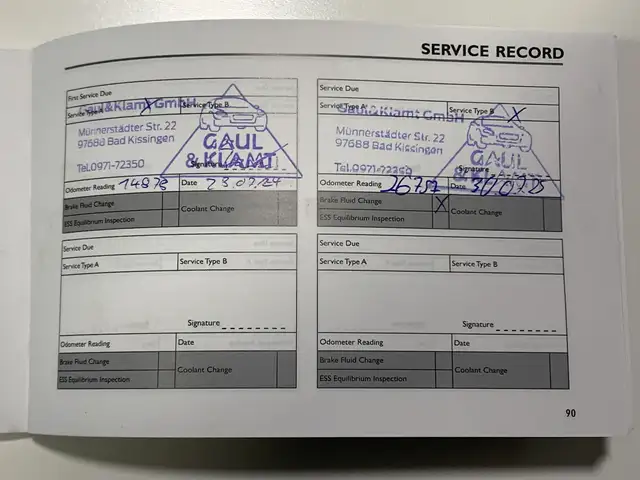 SERVICE RECORD
First Service Due
Service Type A X Service Type B
Gaul&Klamt GmbH
Münnerstädter Str. 22
97688 Bad Kissingen
Tel.0971-72350
GAUL
& KLAMT
Signature
Odometer Reading 14878 Date 23.07.24
Brake Fluid Change
Coolant Change
ESS Equilibrium Inspection
Service Due
Service Type A Service Type B X
Gaul&Klamt GmbH
Münnerstädter Str. 22
97688 Bad Kissingen
Tel.0971-72350
GAUL
Signature
Odometer Reading Date
Brake Fluid Change X
Coolant Change
ESS Equilibrium Inspection
Service Due
Service Type A Service Type B
Signature
Odometer Reading Date
Brake Fluid Change
Coolant Change
ESS Equilibrium Inspection
Service Due
Service Type A Service Type B
Signature
Odometer Reading Date
Brake Fluid Change
Coolant Change
ESS Equilibrium Inspection
90